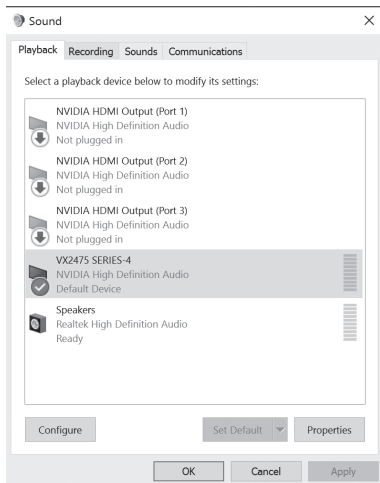 Sound
Playback Recording Sounds Communications
Select a playback device below to modify its settings:
NVIDIA HDMI Output (Port 1)
NVIDIA High Definition Audio
Not plugged in
NVIDIA HDMI Output (Port 2)
NVIDIA High Definition Audio
Not plugged in
NVIDIA HDMI Output (Port 3)
NVIDIA High Definition Audio
Not plugged in
VX2475 SERIES-4
NVIDIA High Definition Audio
Default Device
Speakers
Realtek High Definition Audio
Ready
Configure Set Default Properties
OK Cancel Apply